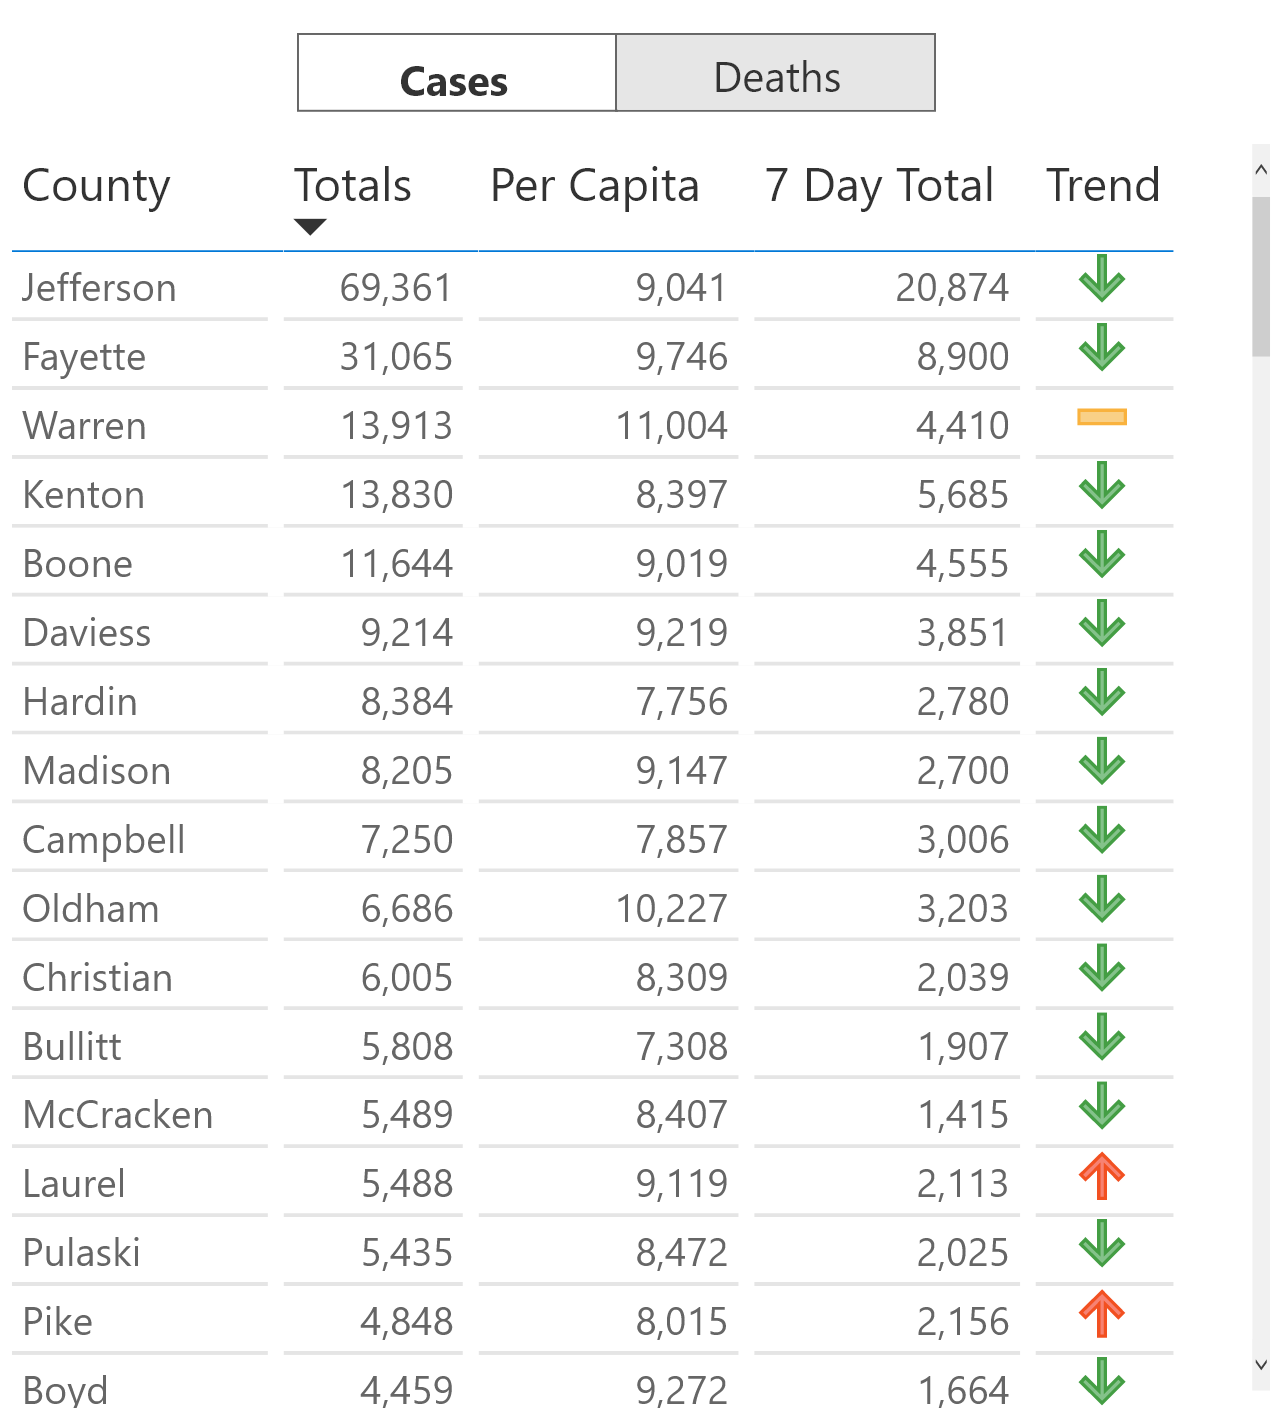 Cases Deaths
County Totals Per Capita 7 Day Total Trend
Jefferson 69,361 9,041 20,874
Fayette 31,065 9,746 8,900
Warren 13,913 11,004 4,410
Kenton 13,830 8,397 5,685
Boone 11,644 9,019 4,555
Daviess 9,214 9,219 3,851
Hardin 8,384 7,756 2,780
Madison 8,205 9,147 2,700
Campbell 7,250 7,857 3,006
Oldham 6,686 10,227 3,203
Christian 6,005 8,309 2,039
Bullitt 5,808 7,308 1,907
McCracken 5,489 8,407 1,415
Laurel 5,488 9,119 2,113
Pulaski 5,435 8,472 2,025
Pike 4,848 8,015 2,156
Boyd 4,459 9,272 1,664